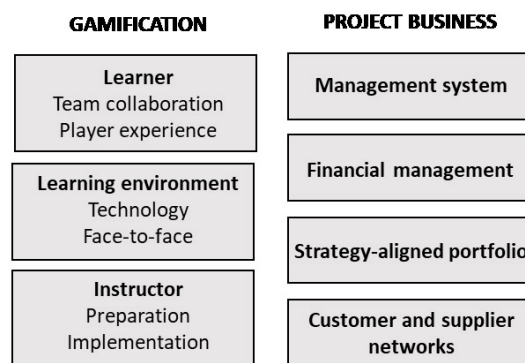 GAMIFICATION
Learner
Team collaboration
Player experience
Learning environment
Technology
Face-to-face
Instructor
Preparation
Implementation
PROJECT BUSINESS
Management system
Financial management
Strategy-aligned portfolio
Customer and supplier
networks